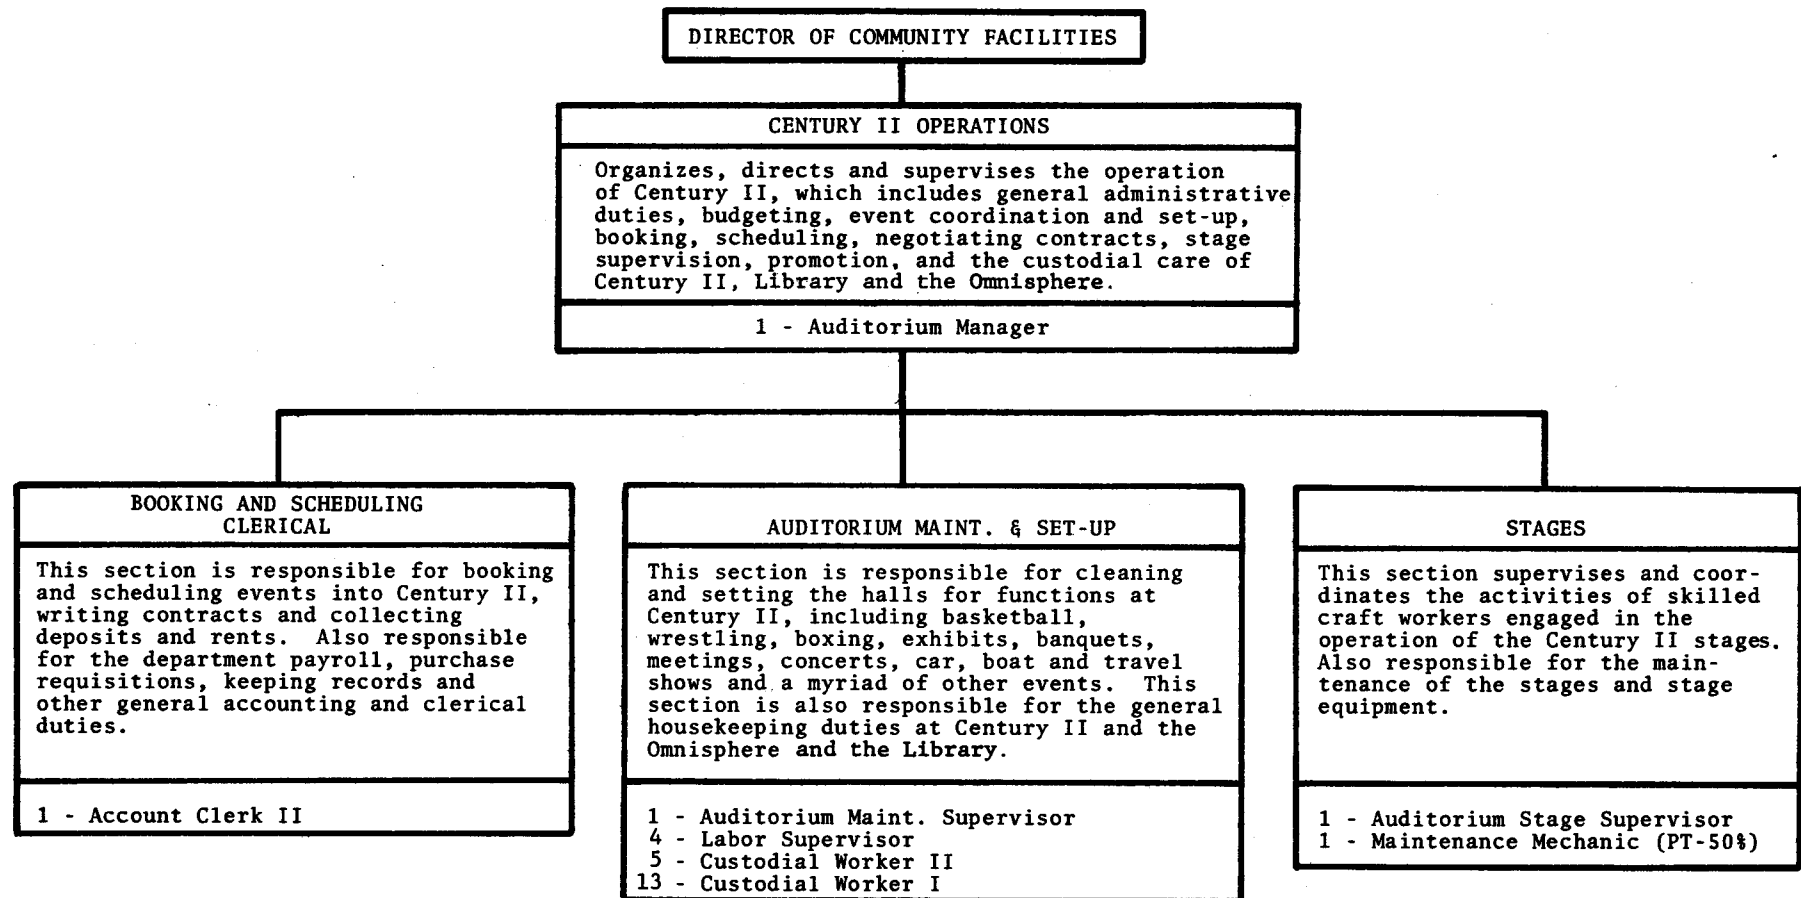 DIRECTOR OF COMMUNITY FACILITIES
CENTURY II OPERATIONS
Organizes, directs and supervises the operation
of Century II, which includes general administrative
duties, budgeting, event coordination and set-up,
booking, scheduling, negotiating contracts, stage
supervision, promotion, and the custodial care of
Century II, Library and the Omnisphere.
1 - Auditorium Manager
BOOKING AND SCHEDULING
CLERICAL
This section is responsible for booking
and scheduling events into Century II,
writing contracts and collecting
deposits and rents.  Also responsible
for the department payroll, purchase
requisitions, keeping records and
other general accounting and clerical
duties.
1 - Account Clerk II
AUDITORIUM MAINT. & SET-UP
This section is responsible for cleaning
and setting the halls for functions at
Century II, including basketball,
wrestling, boxing, exhibits, banquets,
meetings, concerts, car, boat and travel
shows and a myriad of other events.  This
section is also responsible for the general
housekeeping duties at Century II and the
Omnisphere and the Library.
1 - Auditorium Maint. Supervisor
4 - Labor Supervisor
5 - Custodial Worker II
13 - Custodial Worker I
STAGES
This section supervises and coor-
dinates the activities of skilled
craft workers engaged in the
operation of the Century II stages.
Also responsible for the main-
tenance of the stages and stage
equipment.
1 - Auditorium Stage Supervisor
1 - Maintenance Mechanic (PT-50%)